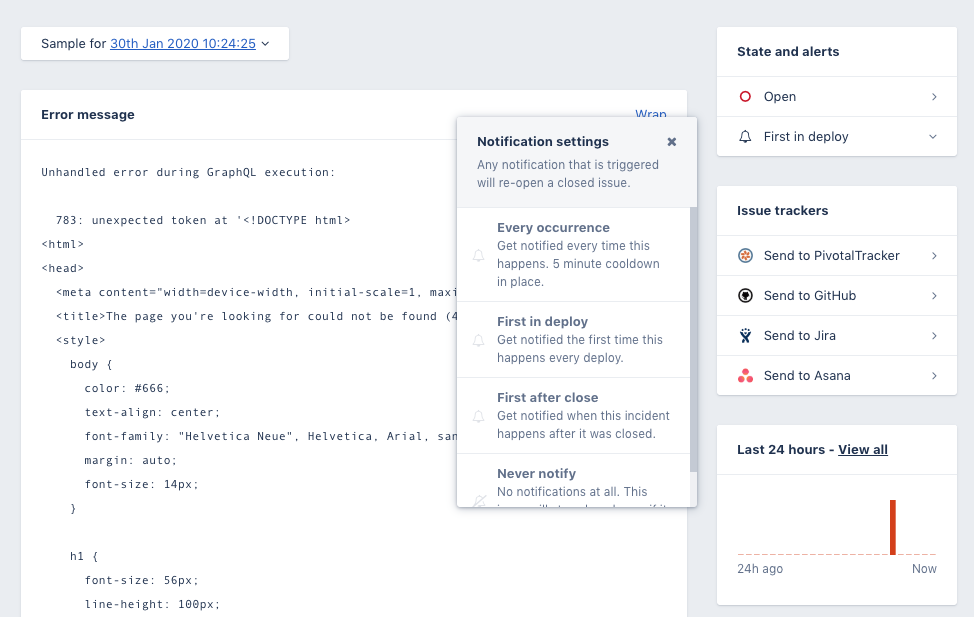 Sample for 30th Jan 2020 10:24:25
Error message
Wrap
Unhandled error during GraphQL execution:
783: unexpected token at '<!DOCTYPE html>
<html>
<head>
<meta content="width=device-width, initial-scale=1, maxi
<title>The page you're looking for could not be found (4
<style>
body {
color: #666;
text-align: center;
font-family: "Helvetica Neue", Helvetica, Arial, san
margin: auto;
font-size: 14px;
}
h1 {
font-size: 56px;
line-height: 100px;
Notification settings
Any notification that is triggered
will re-open a closed issue.
Every occurrence
Get notified every time this
happens. 5 minute cooldown
in place.
First in deploy
Get notified the first time this
happens every deploy.
First after close
Get notified when this incident
happens after it was closed.
Never notify
No notifications at all. This
State and alerts
Open
First in deploy
Issue trackers
Send to PivotalTracker
Send to GitHub
Send to Jira
Send to Asana
Last 24 hours - View all
24h ago
Now